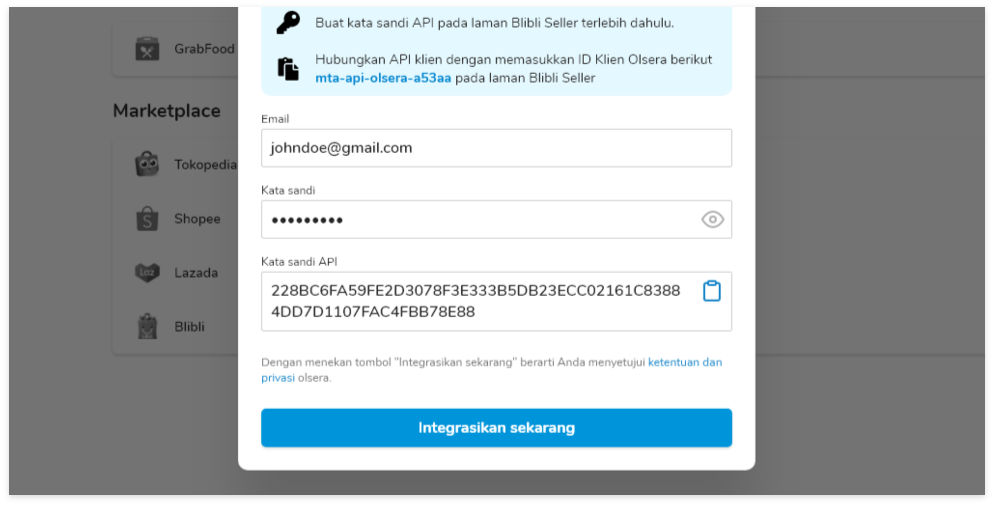 Buat kata sandi API pada laman Blibli Seller terlebih dahulu.
Hubungkan API klien dengan memasukkan ID Klien Olsera berikut
mta-api-olsera-a53aa pada laman Blibli Seller
GrabFood
Marketplace
Tokopedia
Shopee
Laz
Lazada
Blibli
Email
johndoe@gmail.com
Kata sandi
•••••••••
Kata sandi API
228BC6FA59FE2D3078F3E333B5DB23ECC02161C8388
4DD7D1107FAC4FBB78E88
Dengan menekan tombol "Integrasikan sekarang" berarti Anda menyetujui ketentuan dan
privasi olsera.
Integrasikan sekarang